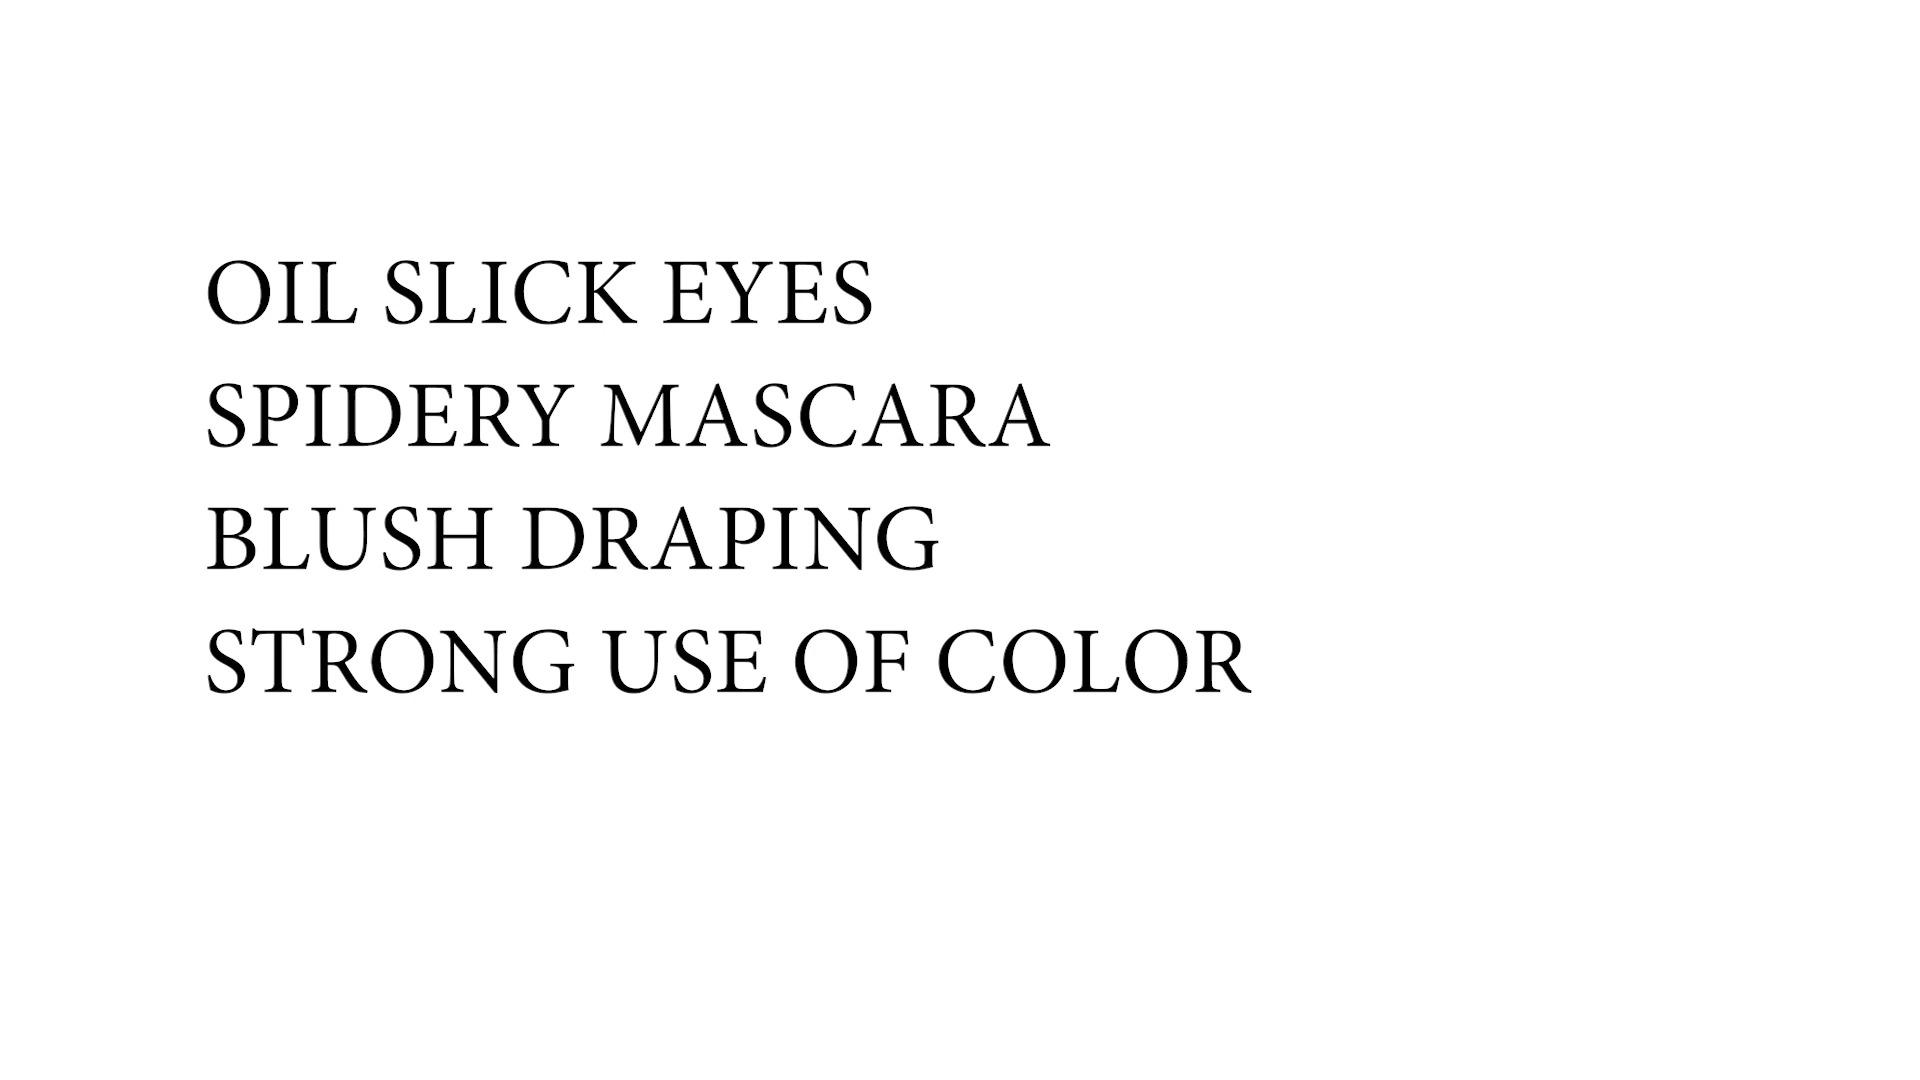 OIL SLICK EYES
SPIDERY MASCARA
BLUSH DRAPING
STRONG USE OF COLOR